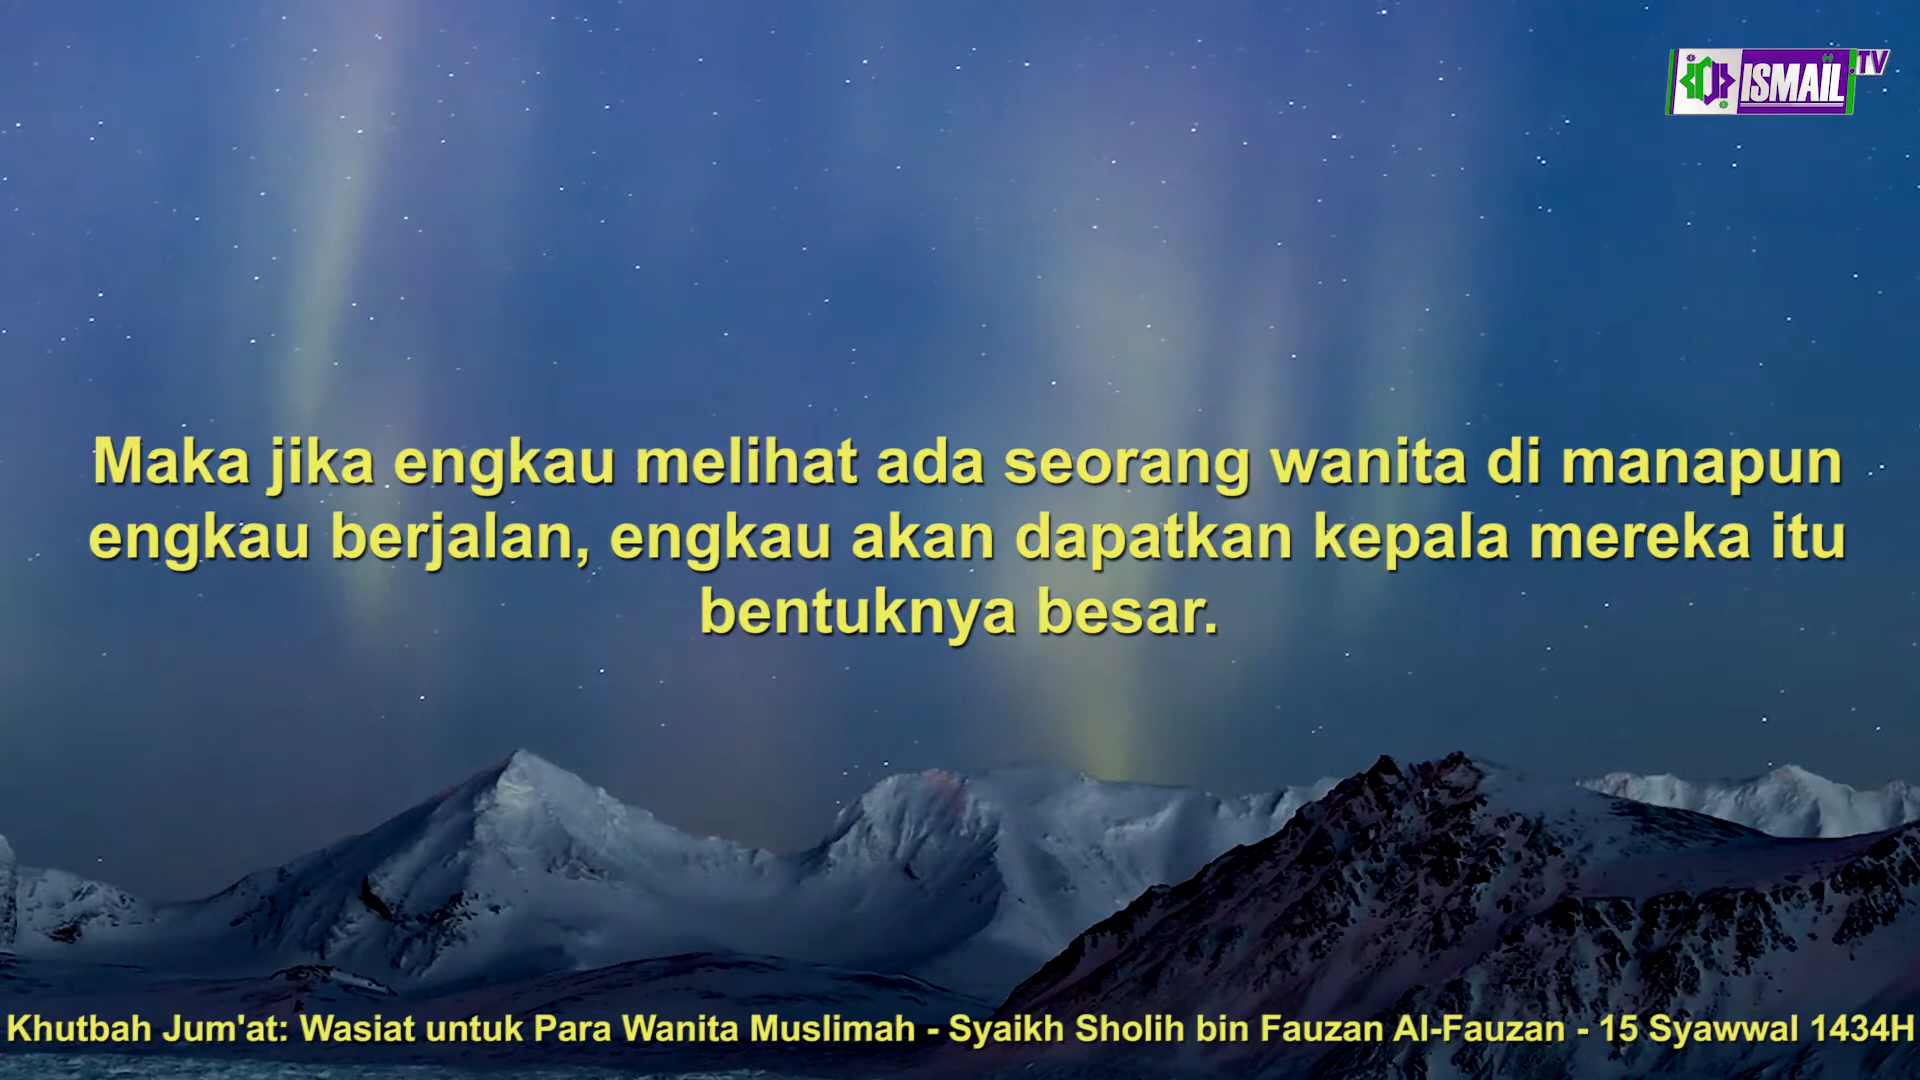 ISMAIL TV
Maka jika engkau melihat ada seorang wanita di manapun
engkau berjalan, engkau akan dapatkan kepala mereka itu
bentuknya besar.
Khutbah Jum'at: Wasiat untuk Para Wanita Muslimah - Syaikh Sholih bin Fauzan Al-Fauzan - 15 Syawwal 1434H